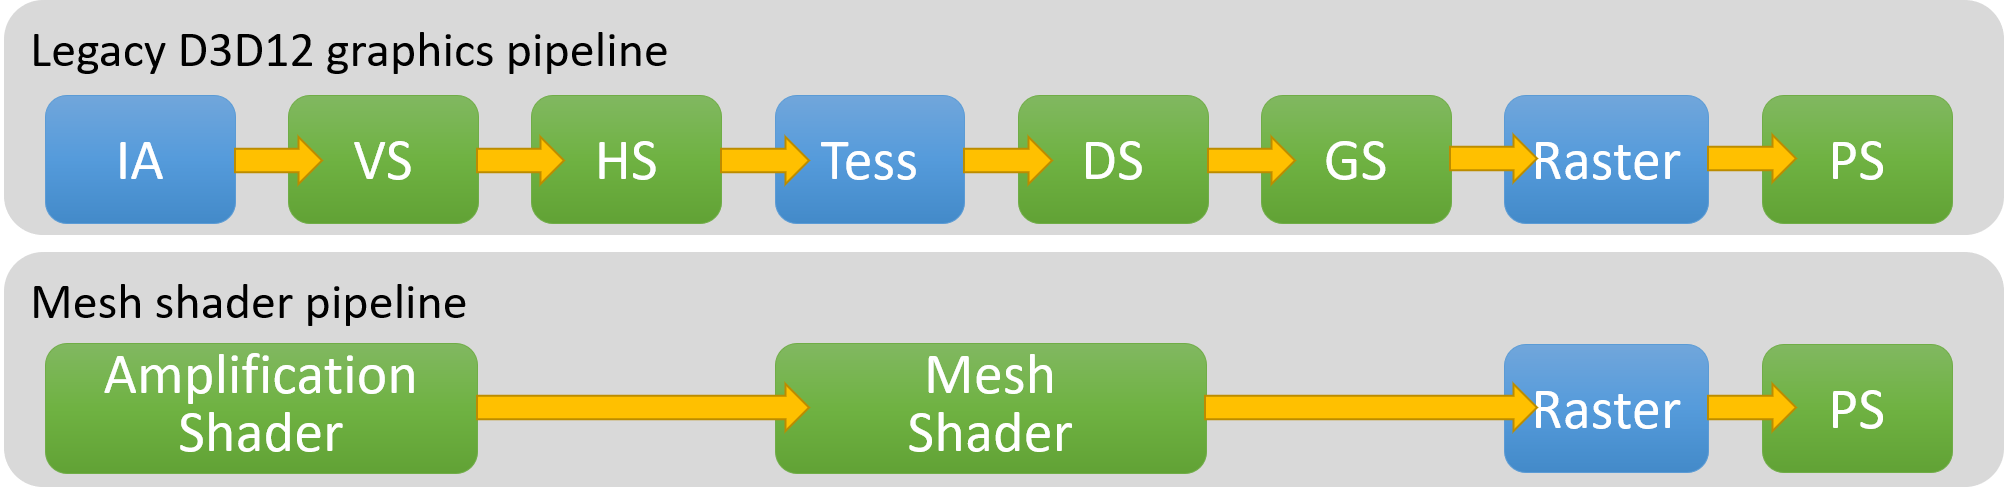 Legacy D3D12 graphics pipeline
IA VS HS Tess DS GS Raster PS
Mesh shader pipeline
Amplification Shader
Mesh Shader
Raster
PS